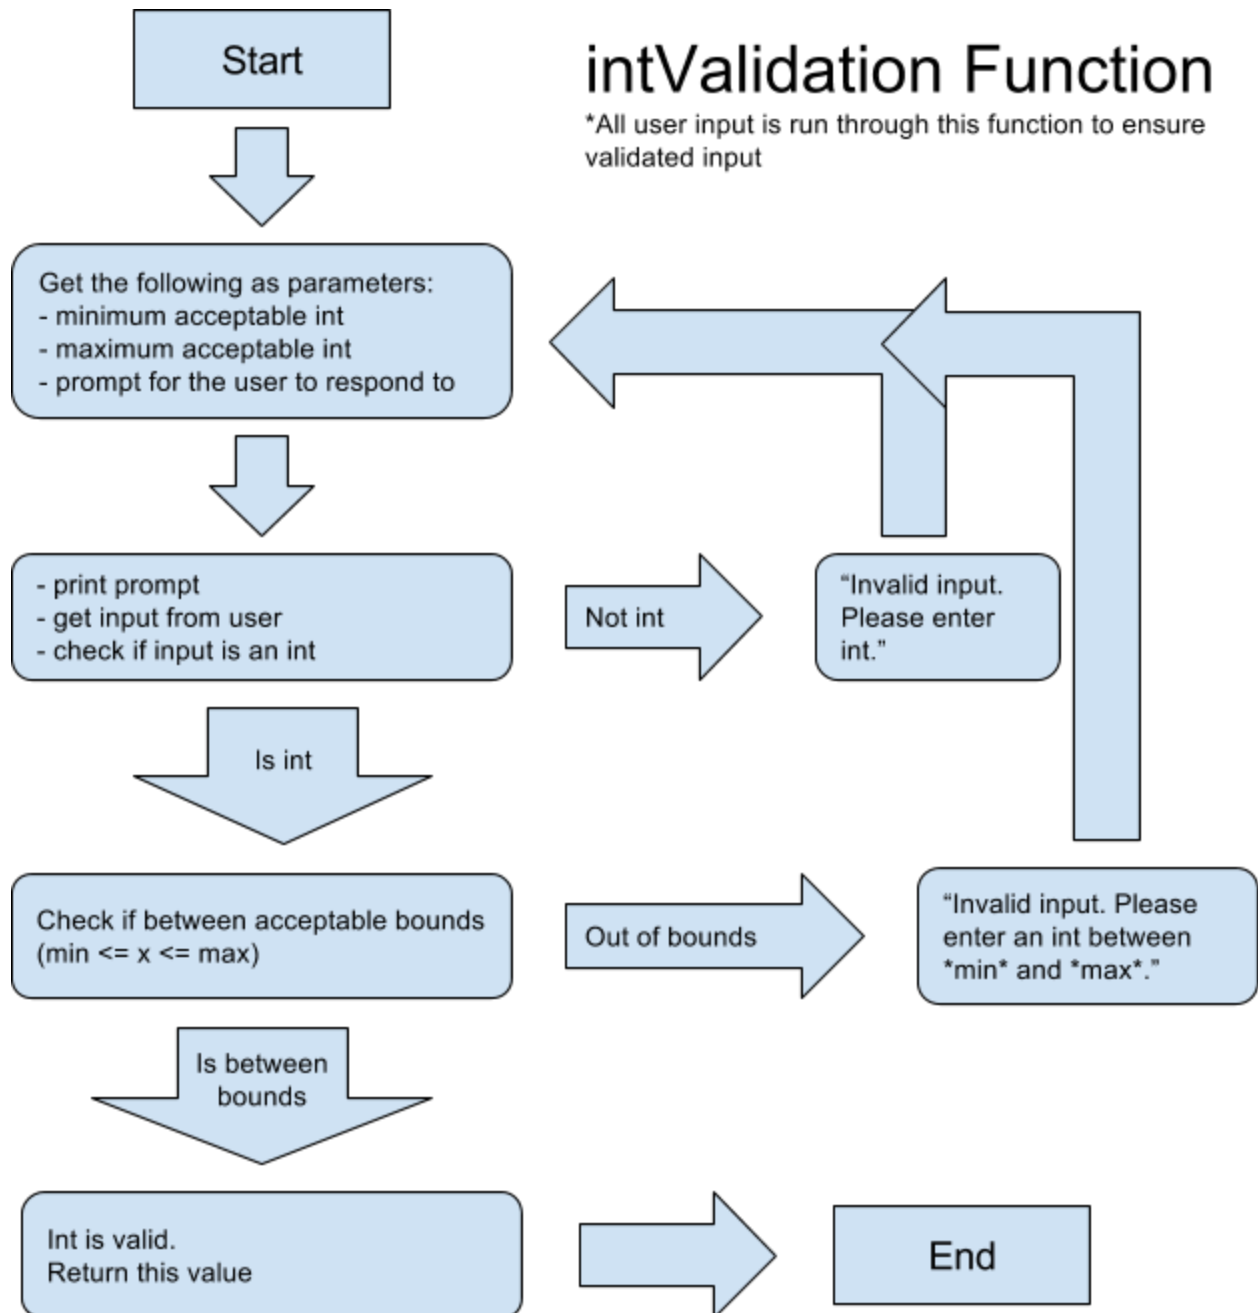 Start
intValidation Function
*All user input is run through this function to ensure
validated input
Get the following as parameters:
- minimum acceptable int
- maximum acceptable int
- prompt for the user to respond to
- print prompt
- get input from user
- check if input is an int
Not int
“Invalid input.
Please enter
int.”
Is int
Check if between acceptable bounds
(min <= x <= max)
Out of bounds
“Invalid input. Please
enter an int between
*min* and *max*.”
Is between
bounds
Int is valid.
Return this value
End